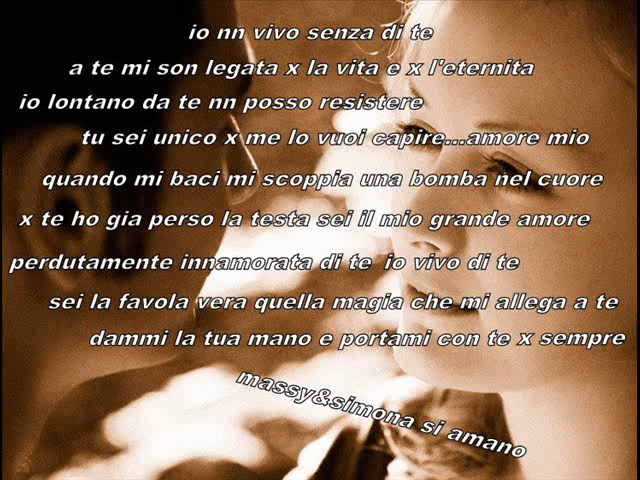 io nn vivo senza di te
a te mi son legata x la vita e x l'eternita
io lontano da te nn posso resistere
tu sei unico x me lo vuoi capire...amore mio
quando mi baci mi scoppia una bomba nel cuore
x te ho gia perso la testa sei il mio grande amore
perdutamente innamorata di te io vivo di te
sei la favola vera quella magia che mi allega a te
dammi la tua mano e portami con te x sempre
massy&simona si amano